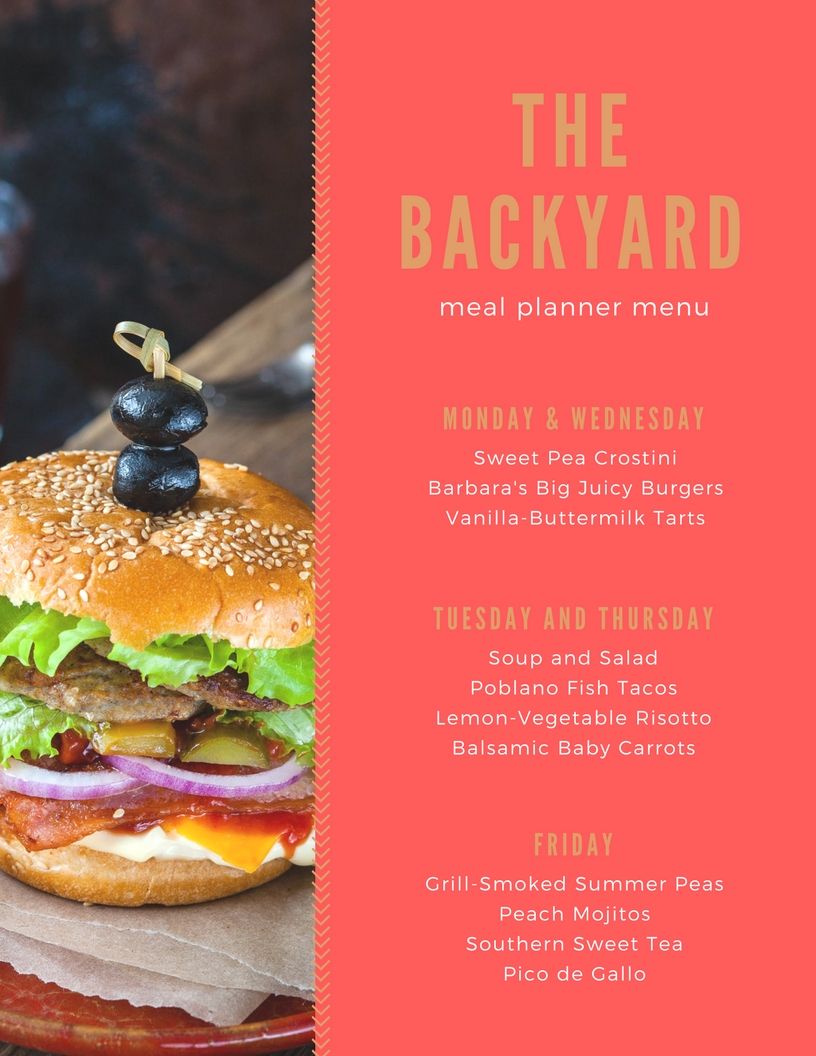 THE
BACKYARD
meal planner menu
MONDAY & WEDNESDAY
Sweet Pea Crostini
Barbara's Big Juicy Burgers
Vanilla-Buttermilk Tarts
TUESDAY AND THURSDAY
Soup and Salad
Poblano Fish Tacos
Lemon-Vegetable Risotto
Balsamic Baby Carrots
FRIDAY
Grill-Smoked Summer Peas
Peach Mojitos
Southern Sweet Tea
Pico de Gallo